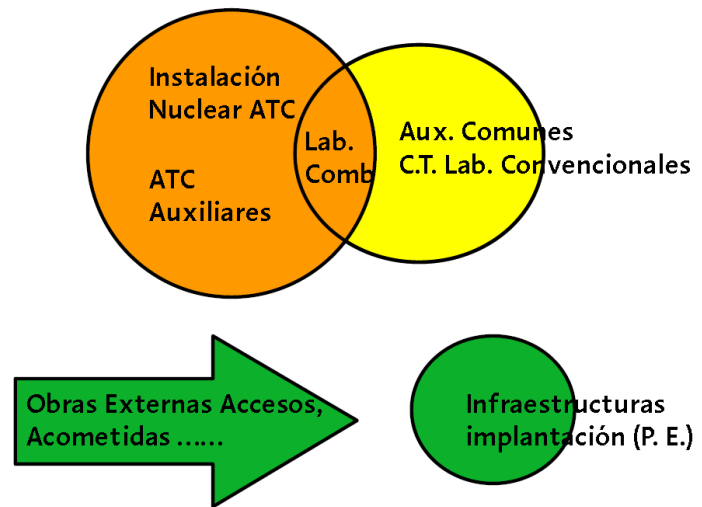 Instalación
Nuclear ATC
ATC
Auxiliares
Lab.
Comb
Aux. Comunes
C.T. Lab. Convencionales
Obras Externas Accesos,
Acometidas ......
Infraestructuras
implantación (P. E.)